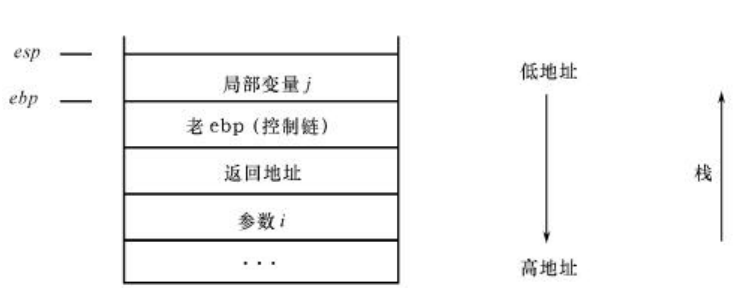 esp
局部变量 j
低地址
ebp
老 ebp (控制链)
返回地址
栈
参数 i
· · ·
高地址